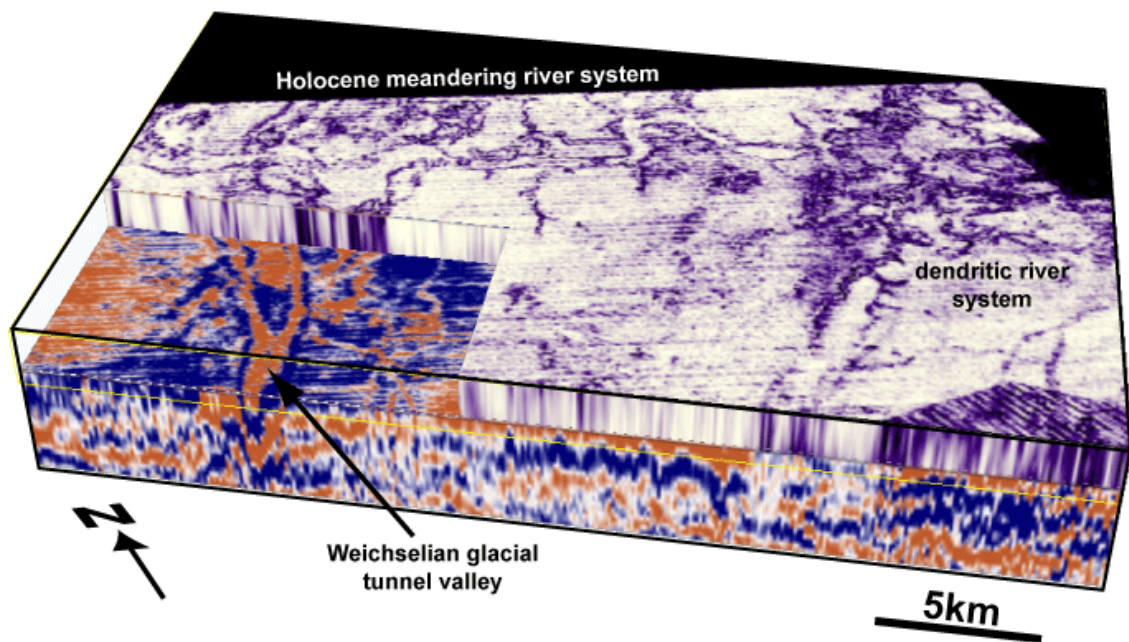 Holocene meandering river system
dendritic river
system
Weichselian glacial
tunnel valley
N
5km